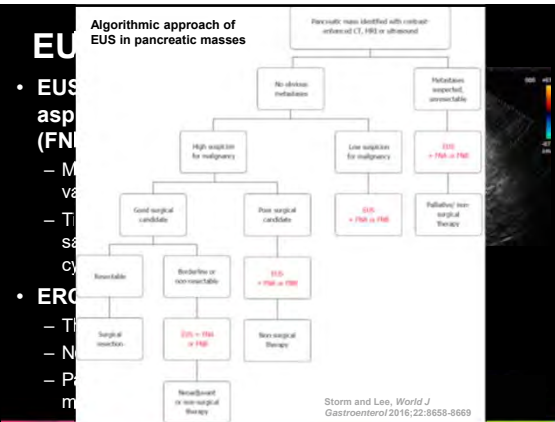 Algorithmic approach of
EUS in pancreatic masses
Pancreatic mass identified with contrast-
enhanced CT, MRI or ultrasound
No obvious
metastases
Metastases
suspected,
unresectable
High suspicion
for malignancy
Low suspicion
for malignancy
EUS
+ FNA or FNB
Good surgical
candidate
Poor surgical
candidate
EUS
+ FNA or FNB
Palliative/ non-
surgical
therapy
Resectable
Borderline or
non-resectable
EUS
+ FNA or FNB
Surgical
resection
EUS + FNA
or FNB
Non-surgical
therapy
Neoadjuvant
or non-surgical
therapy
Storm and Lee, World J
Gastroenterol 2016;22:8658-8669
EU
• EUS
asp
(FN
– M
va
– Ti
sa
cy
• ERC
– Th
– N
– Pa
m